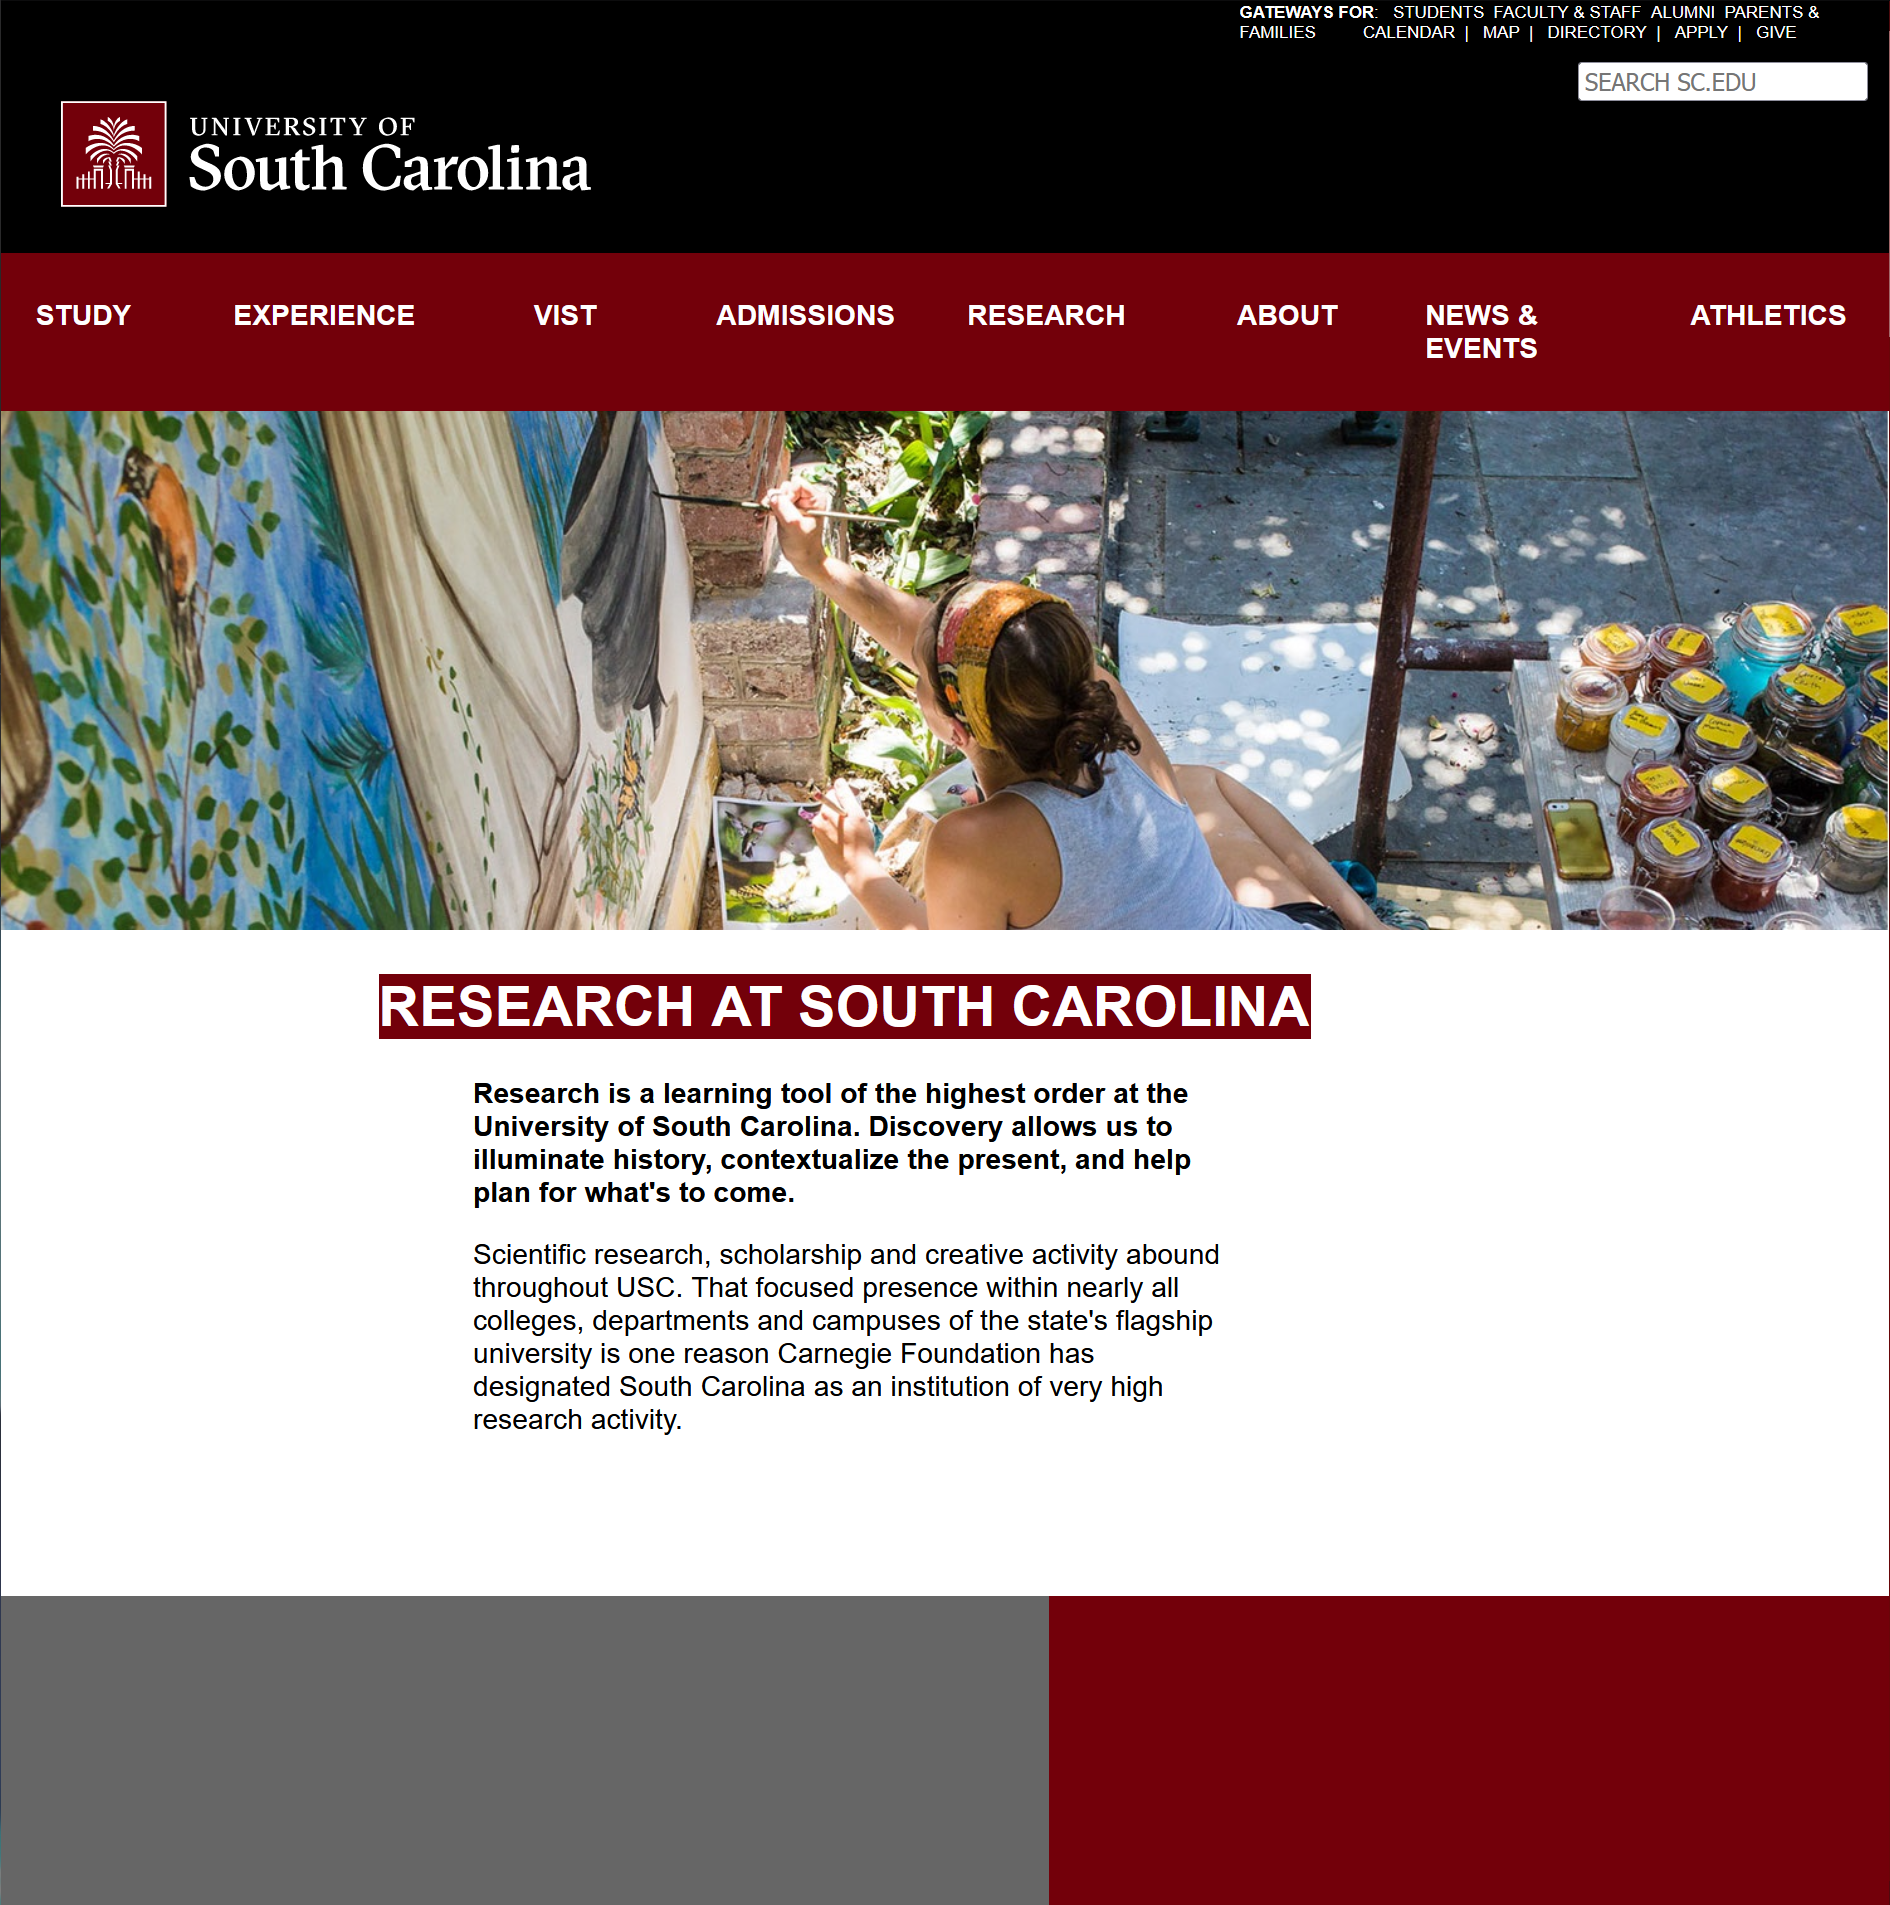 GATEWAYS FOR: STUDENTS FACULTY & STAFF ALUMNI PARENTS &
FAMILIES CALENDAR | MAP | DIRECTORY | APPLY | GIVE
SEARCH SC.EDU
UNIVERSITY OF
South Carolina
STUDY EXPERIENCE VIST ADMISSIONS RESEARCH ABOUT NEWS & EVENTS ATHLETICS
RESEARCH AT SOUTH CAROLINA
Research is a learning tool of the highest order at the
University of South Carolina. Discovery allows us to
illuminate history, contextualize the present, and help
plan for what's to come.
Scientific research, scholarship and creative activity abound
throughout USC. That focused presence within nearly all
colleges, departments and campuses of the state's flagship
university is one reason Carnegie Foundation has
designated South Carolina as an institution of very high
research activity.